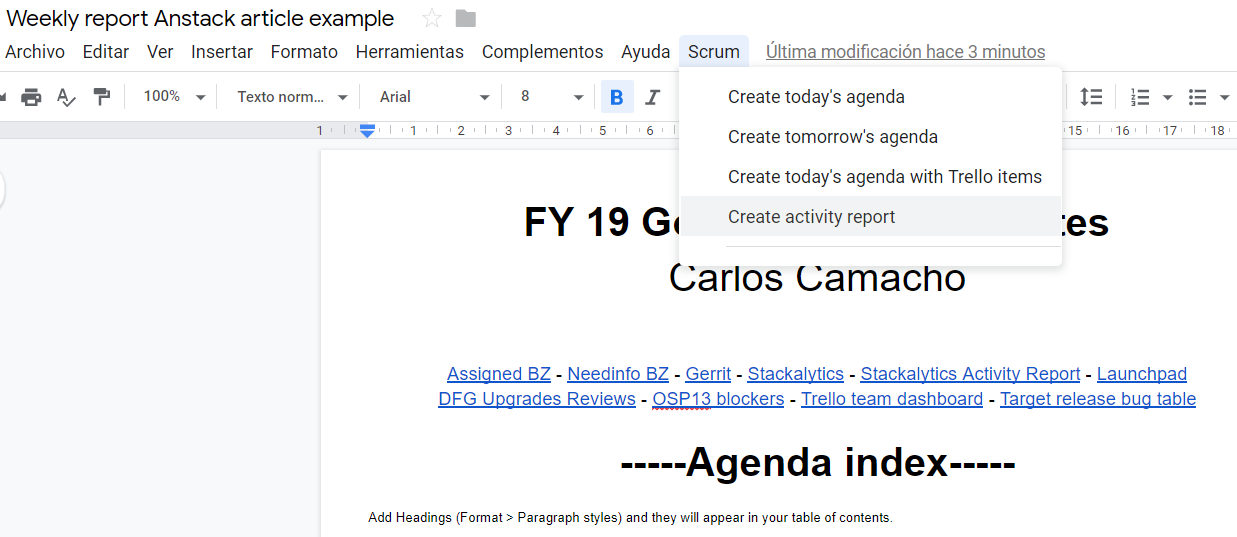 Weekly report Anstack article example
Archivo Editar Ver Insertar Formato Herramientas Complementos Ayuda Scrum Última modificación hace 3 minutos
100% Texto norm... Arial 8 B I
1 1 2 3 4 5 6 15 16 17 18
Create today's agenda
Create tomorrow's agenda
Create today's agenda with Trello items
Create activity report
FY 19
Carlos Camacho
Assigned BZ - Needinfo BZ - Gerrit - Stackalytics - Stackalytics Activity Report - Launchpad
DFG Upgrades Reviews - OSP13 blockers - Trello team dashboard - Target release bug table
-----Agenda index-----
Add Headings (Format > Paragraph styles) and they will appear in your table of contents.